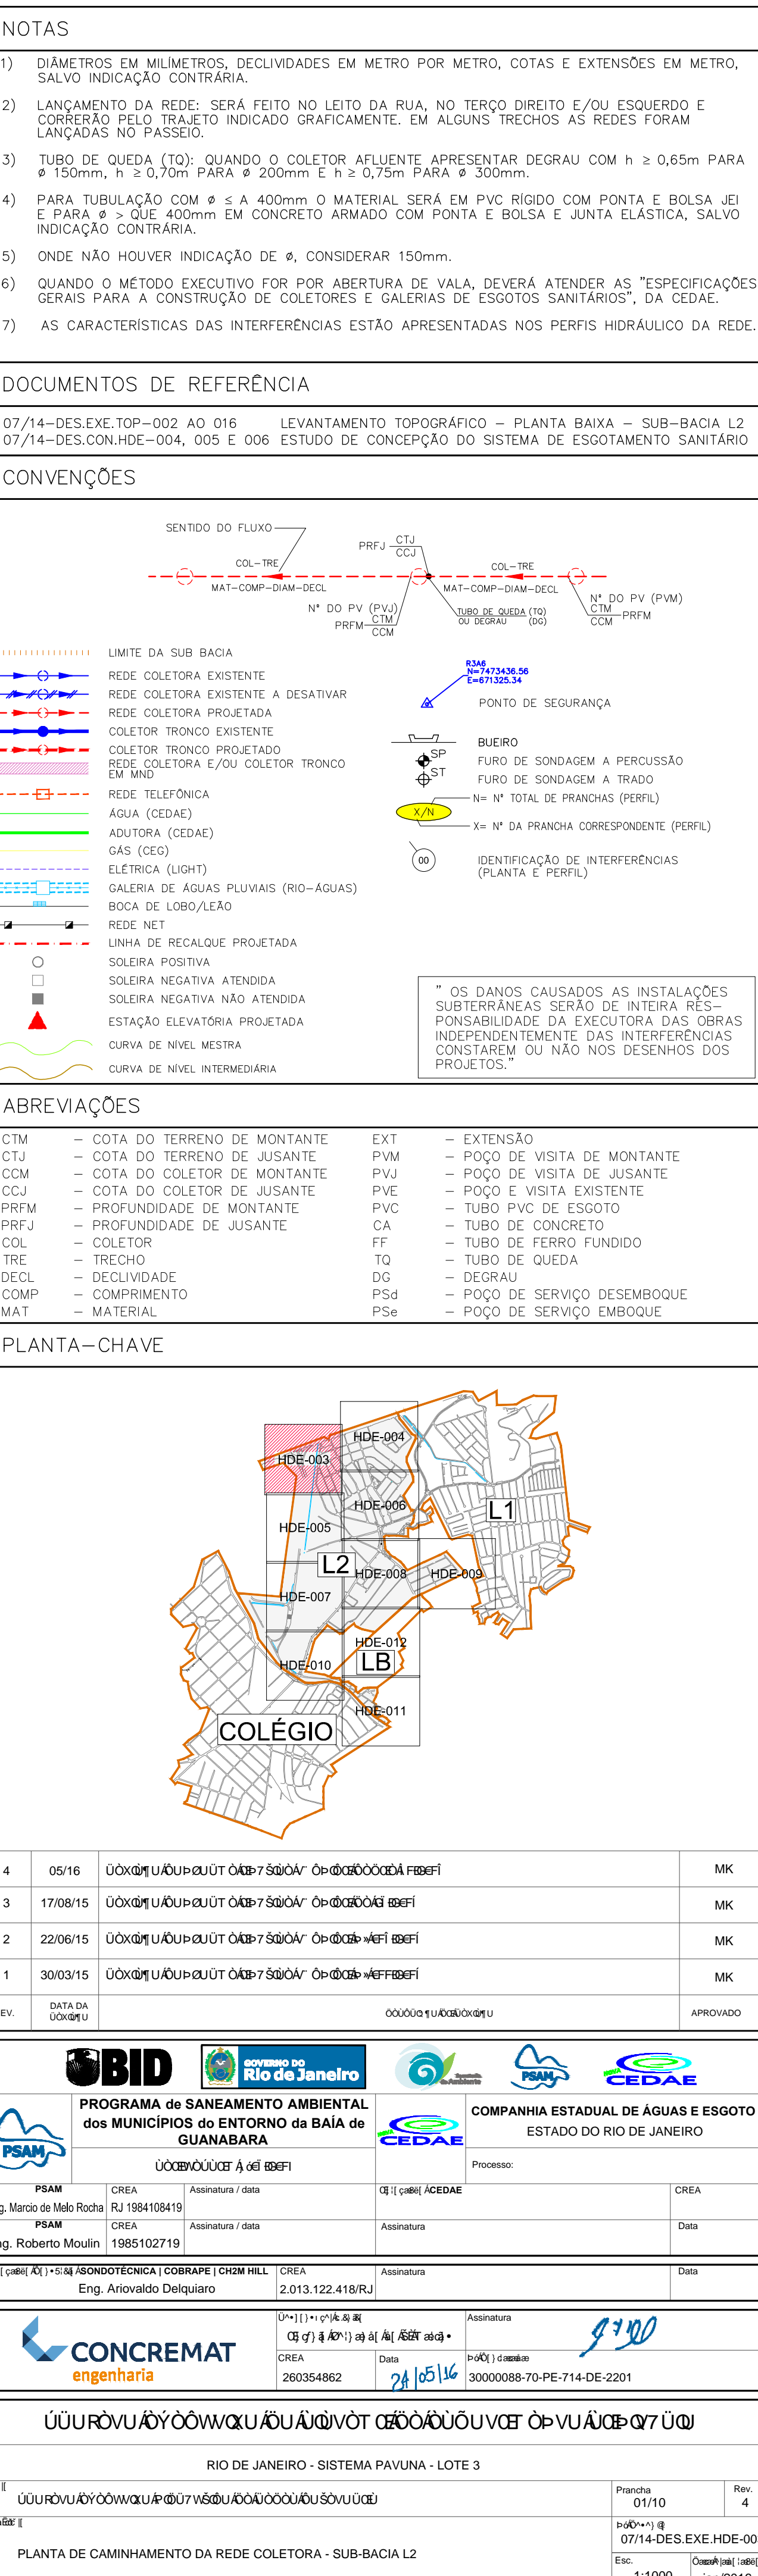 NOTAS
1) DIÂMETROS EM MILÍMETROS, DECLIVIDADES EM METRO POR METRO, COTAS E EXTENSÕES EM METRO,
SALVO INDICAÇÃO CONTRÁRIA.
2) LANÇAMENTO DA REDE: SERÁ FEITO NO LEITO DA RUA, NO TERÇO DIREITO E/OU ESQUERDO E
CORRERÃO PELO TRAJETO INDICADO GRAFICAMENTE. EM ALGUNS TRECHOS AS REDES FORAM
LANÇADAS NO PASSEIO.
3) TUBO DE QUEDA (TQ): QUANDO O COLETOR AFLUENTE APRESENTAR DEGRAU COM h ≥ 0,65m PARA
ø 150mm, h ≥ 0,70m PARA ø 200mm E h ≥ 0,75m PARA ø 300mm.
4) PARA TUBULAÇÃO COM ø ≤ A 400mm O MATERIAL SERÁ EM PVC RÍGIDO COM PONTA E BOLSA JEI
E PARA ø > QUE 400mm EM CONCRETO ARMADO COM PONTA E BOLSA E JUNTA ELÁSTICA, SALVO
INDICAÇÃO CONTRÁRIA.
5) ONDE NÃO HOUVER INDICAÇÃO DE ø, CONSIDERAR 150mm.
6) QUANDO O MÉTODO EXECUTIVO FOR POR ABERTURA DE VALA, DEVERÁ ATENDER AS "ESPECIFICAÇÕES
GERAIS PARA A CONSTRUÇÃO DE COLETORES E GALERIAS DE ESGOTOS SANITÁRIOS", DA CEDAE.
7) AS CARACTERÍSTICAS DAS INTERFERÊNCIAS ESTÃO APRESENTADAS NOS PERFIS HIDRÁULICO DA REDE.
DOCUMENTOS DE REFERÊNCIA
07/14-DES.EXE.TOP-002 AO 016 LEVANTAMENTO TOPOGRÁFICO - PLANTA BAIXA - SUB-BACIA L2
07/14-DES.CON.HDE-004, 005 E 006 ESTUDO DE CONCEPÇÃO DO SISTEMA DE ESGOTAMENTO SANITÁRIO
CONVENÇÕES
SENTIDO DO FLUXO
COL-TRE
MAT-COMP-DIAM-DECL
PRFJ CTJ
CCJ
COL-TRE
MAT-COMP-DIAM-DECL
Nº DO PV (PVJ)
PRFM CTM
CCM
TUBO DE QUEDA (TQ)
OU DEGRAU (DG)
Nº DO PV (PVM)
CTM
CCM PRFM
LIMITE DA SUB BACIA
REDE COLETORA EXISTENTE
REDE COLETORA EXISTENTE A DESATIVAR
REDE COLETORA PROJETADA
COLETOR TRONCO EXISTENTE
COLETOR TRONCO PROJETADO
REDE COLETORA E/OU COLETOR TRONCO
EM MND
REDE TELEFÔNICA
ÁGUA (CEDAE)
ADUTORA (CEDAE)
GÁS (CEG)
ELÉTRICA (LIGHT)
GALERIA DE ÁGUAS PLUVIAIS (RIO-ÁGUAS)
BOCA DE LOBO/LEÃO
REDE NET
LINHA DE RECALQUE PROJETADA
SOLEIRA POSITIVA
SOLEIRA NEGATIVA ATENDIDA
SOLEIRA NEGATIVA NÃO ATENDIDA
ESTAÇÃO ELEVATÓRIA PROJETADA
CURVA DE NÍVEL MESTRA
CURVA DE NÍVEL INTERMEDIÁRIA
R3A6
N=7473436.56
E=671325.34
PONTO DE SEGURANÇA
BUEIRO
SP
FURO DE SONDAGEM A PERCUSSÃO
ST
FURO DE SONDAGEM A TRADO
X/N
N= Nº TOTAL DE PRANCHAS (PERFIL)
X= Nº DA PRANCHA CORRESPONDENTE (PERFIL)
00
IDENTIFICAÇÃO DE INTERFERÊNCIAS
(PLANTA E PERFIL)
" OS DANOS CAUSADOS AS INSTALAÇÕES
SUBTERRÂNEAS SERÃO DE INTEIRA RES-
PONSABILIDADE DA EXECUTORA DAS OBRAS
INDEPENDENTEMENTE DAS INTERFERÊNCIAS
CONSTAREM OU NÃO NOS DESENHOS DOS
PROJETOS."
ABREVIAÇÕES
CTM - COTA DO TERRENO DE MONTANTE
CTJ - COTA DO TERRENO DE JUSANTE
CCM - COTA DO COLETOR DE MONTANTE
CCJ - COTA DO COLETOR DE JUSANTE
PRFM - PROFUNDIDADE DE MONTANTE
PRFJ - PROFUNDIDADE DE JUSANTE
COL - COLETOR
TRE - TRECHO
DECL - DECLIVIDADE
COMP - COMPRIMENTO
MAT - MATERIAL
EXT - EXTENSÃO
PVM - POÇO DE VISITA DE MONTANTE
PVJ - POÇO DE VISITA DE JUSANTE
PVE - POÇO E VISITA EXISTENTE
PVC - TUBO PVC DE ESGOTO
CA - TUBO DE CONCRETO
FF - TUBO DE FERRO FUNDIDO
TQ - TUBO DE QUEDA
DG - DEGRAU
PSd - POÇO DE SERVIÇO DESEMBOQUE
PSe - POÇO DE SERVIÇO EMBOQUE
PLANTA-CHAVE
HDE-004
HDE-003
HDE-006
L1
HDE-005
L2
HDE-008
HDE-009
HDE-007
HDE-012
HDE-010
LB
HDE-011
COLÉGIO
4 05/16 MK
3 17/08/15 MK
2 22/06/15 MK
1 30/03/15 MK
EV. DATA DA APROVADO
BID
GOVERNO DO
Rio de Janeiro
PSAM
CEDAE
PSAM
PROGRAMA de SANEAMENTO AMBIENTAL
dos MUNICÍPIOS do ENTORNO da BAÍA de
GUANABARA
CEDAE
COMPANHIA ESTADUAL DE ÁGUAS E ESGOTO
ESTADO DO RIO DE JANEIRO
Processo:
PSAM
g. Marcio de Melo Rocha
CREA
RJ 1984108419
Assinatura / data
CEDAE
CREA
PSAM
ng. Roberto Moulin
CREA
1985102719
Assinatura / data
Assinatura
Data
SONDOTÉCNICA | COBRAPE | CH2M HILL
Eng. Ariovaldo Delquiaro
CREA
2.013.122.418/RJ
Assinatura
Data
CONCREMAT
engenharia
Assinatura
CREA
260354862
Data
24/05/16
30000088-70-PE-714-DE-2201
RIO DE JANEIRO - SISTEMA PAVUNA - LOTE 3
Prancha
01/10
Rev.
4
07/14-DES.EXE.HDE-00
PLANTA DE CAMINHAMENTO DA REDE COLETORA - SUB-BACIA L2
Esc.